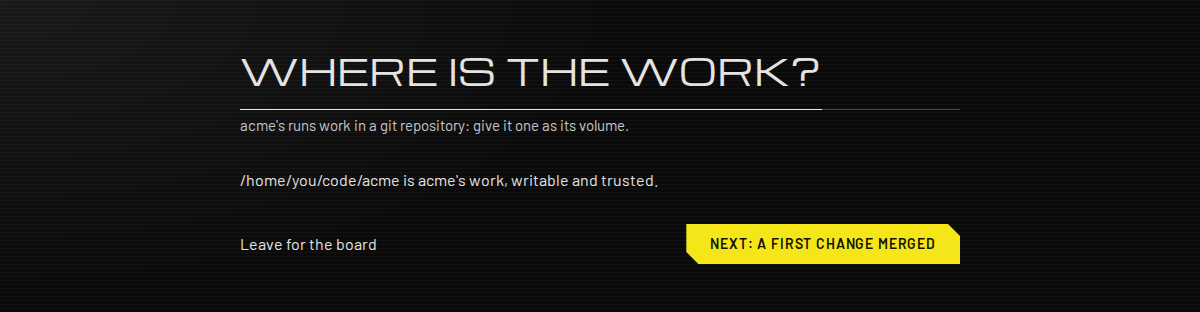 WHERE IS THE WORK?
acme's runs work in a git repository: give it one as its volume.
/home/you/code/acme is acme's work, writable and trusted.
Leave for the board
NEXT: A FIRST CHANGE MERGED